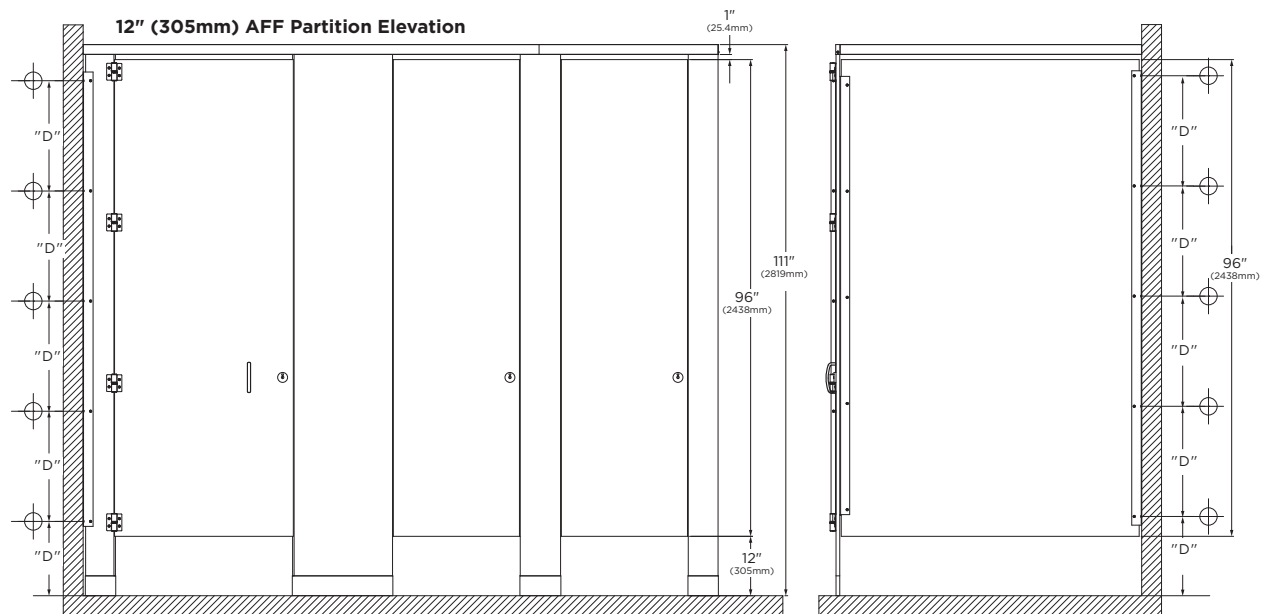 12" (305mm) AFF Partition Elevation
1"
(25.4mm)
"D"
"D"
"D"
"D"
"D"
111"
(2819mm)
96"
(2438mm)
12"
(305mm)
"D"
"D"
"D"
"D"
"D"
96"
(2438mm)